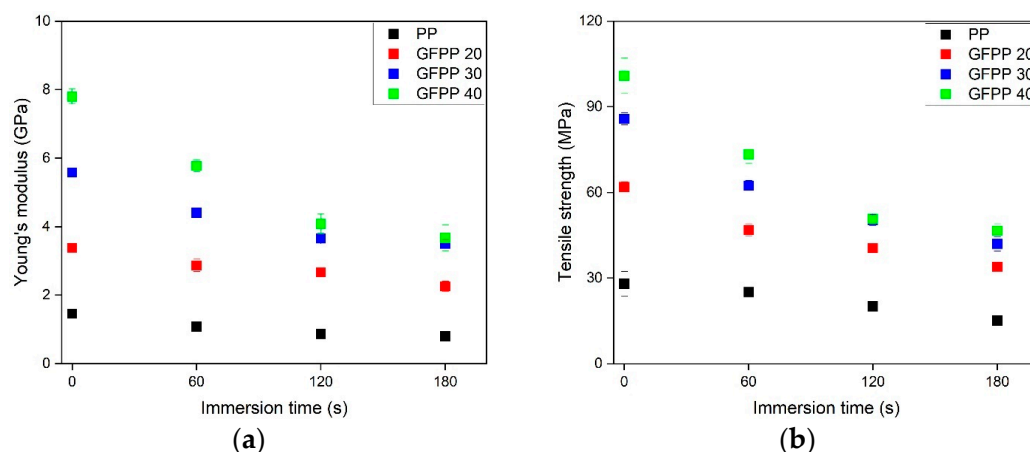 10
8
6
4
2
0
Young's modulus (GPa)
PP
GFPP 20
GFPP 30
GFPP 40
0 60 120 180
Immersion time (s)
(a)
120
90
60
30
0
Tensile strength (MPa)
PP
GFPP 20
GFPP 30
GFPP 40
0 60 120 180
Immersion time (s)
(b)